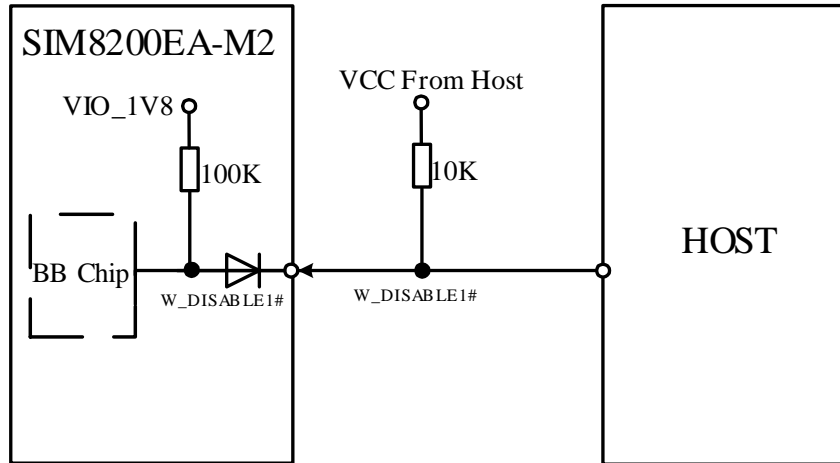 SIM8200EA-M2
VIO_1V8
VCC From Host
100K
10K
HOST
BB Chip
W_DISABLE1#
W_DISABLE1#